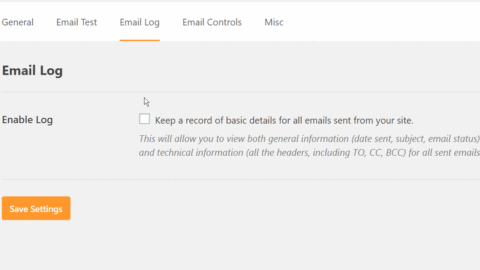 General Email Test Email Log Email Controls Misc
Email Log
Enable Log Keep a record of basic details for all emails sent from your site.
This will allow you to view both general information (date sent, subject, email status)
and technical information (all the headers, including TO, CC, BCC) for all sent emails
Save Settings